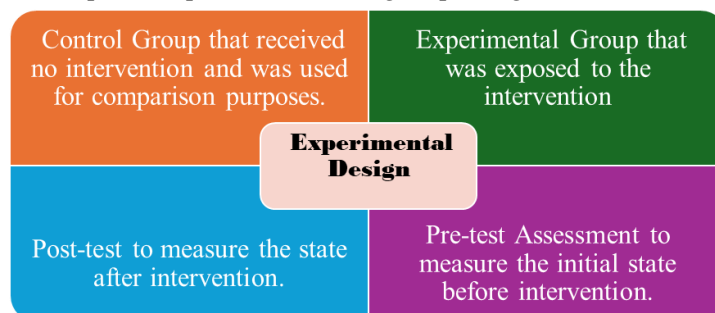 Control Group that received
no intervention and was used
for comparison purposes.
Experimental Group that
was exposed to the
intervention
Experimental
Design
Post-test to measure the state
after intervention.
Pre-test Assessment to
measure the initial state
before intervention.